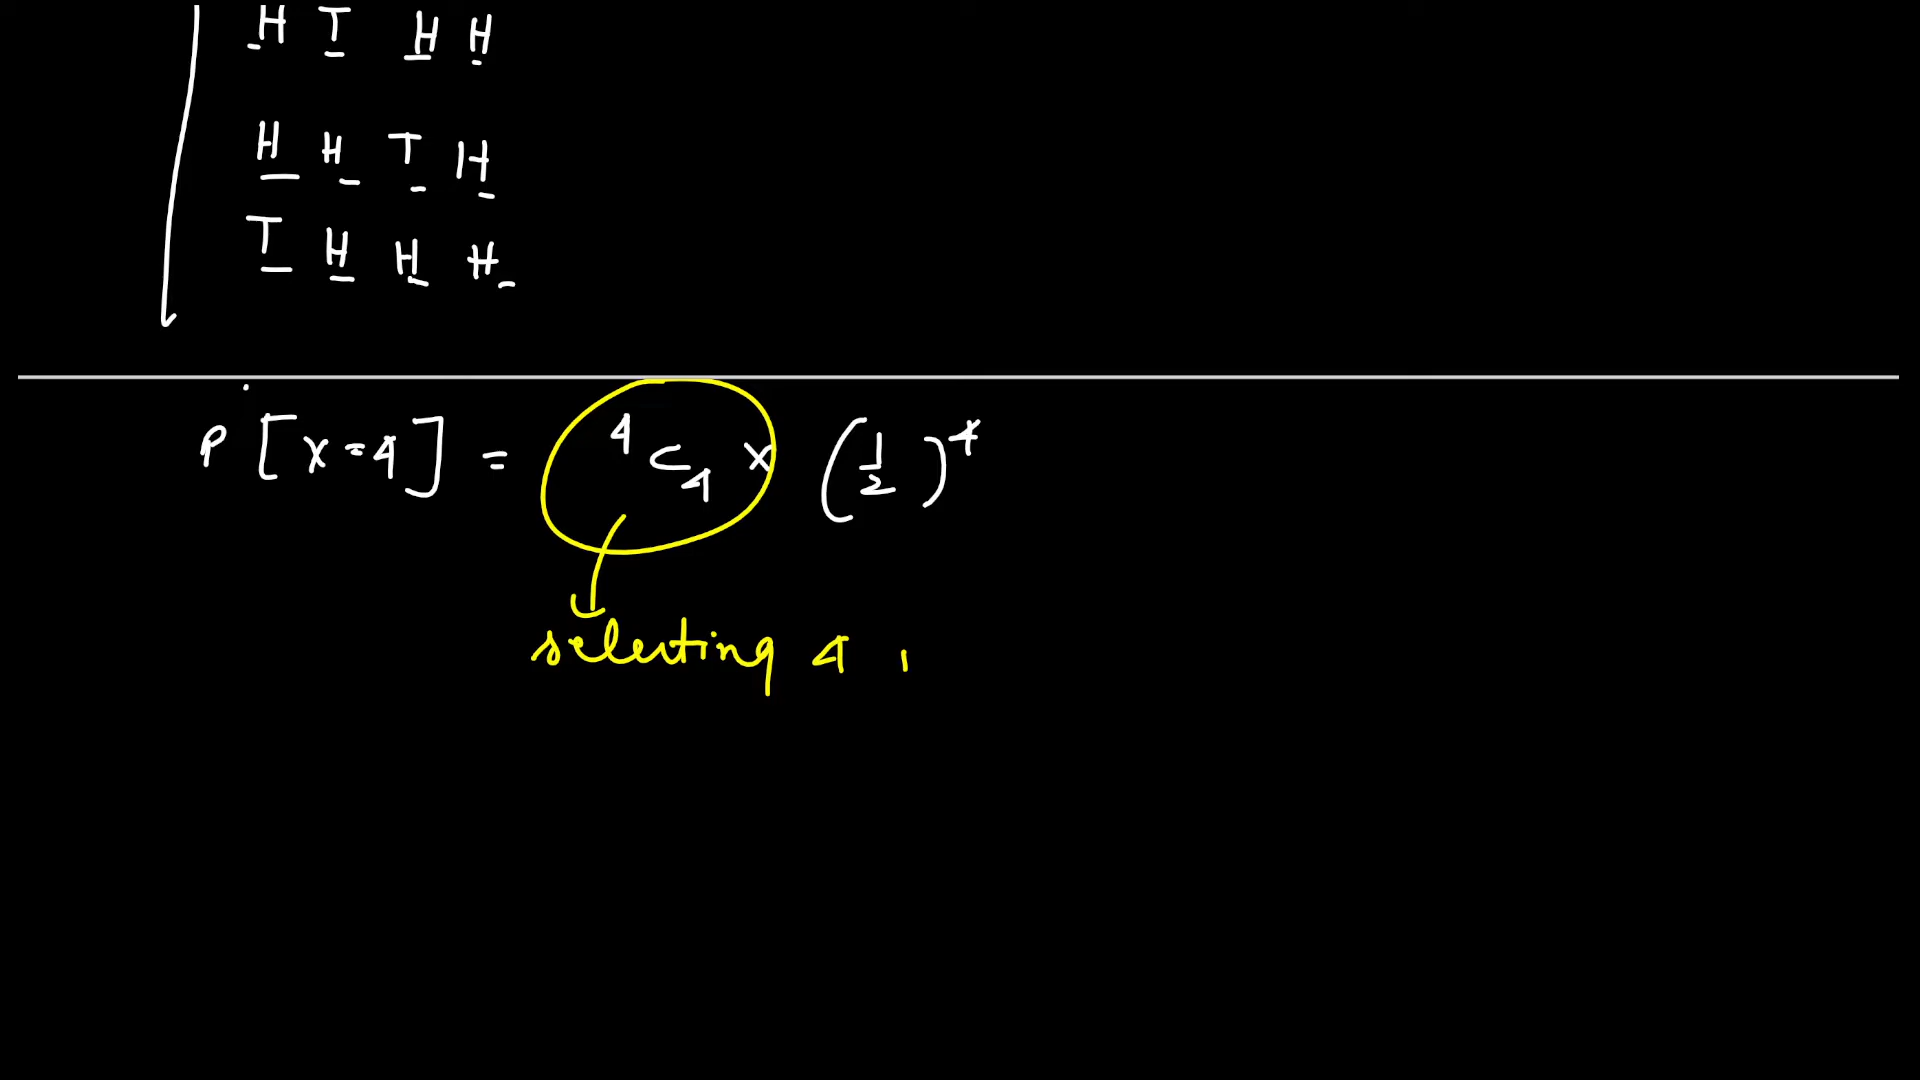 H T H H
H H T H
T H H H
P [X=4] = ⁴C₄ × (1/2)⁴
selecting 4